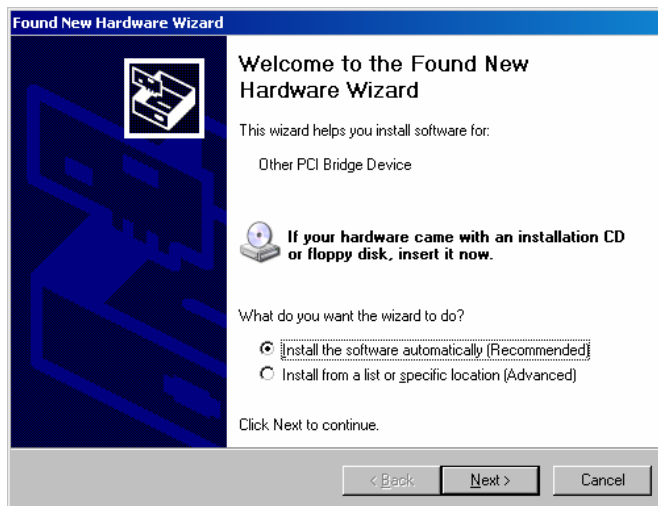 Found New Hardware Wizard
Welcome to the Found New
Hardware Wizard
This wizard helps you install software for:
Other PCI Bridge Device
If your hardware came with an installation CD
or floppy disk, insert it now.
What do you want the wizard to do?
Install the software automatically (Recommended)
Install from a list or specific location (Advanced)
Click Next to continue.
< Back
Next >
Cancel